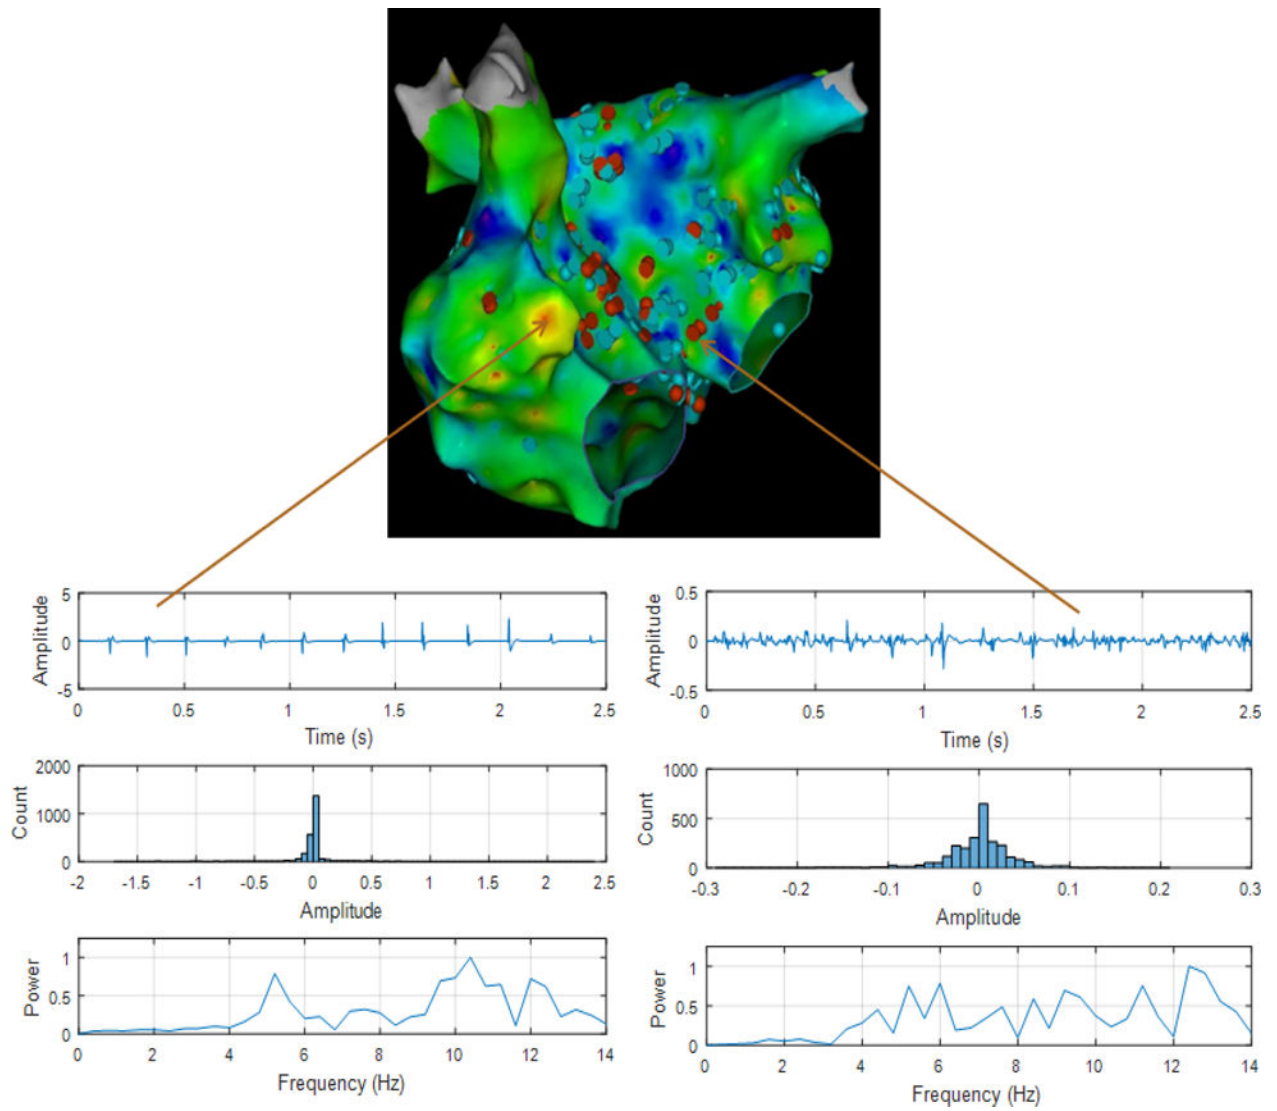 5
0
-5
Amplitude
0 0.5 1 1.5 2 2.5
Time (s)
0.5
0
-0.5
Amplitude
0 0.5 1 1.5 2 2.5
Time (s)
2000
1000
0
Count
-2 -1.5 -1 -0.5 0 0.5 1 1.5 2 2.5
Amplitude
1000
500
0
Count
-0.3 -0.2 -0.1 0 0.1 0.2 0.3
Amplitude
1
0.5
0
Power
0 2 4 6 8 10 12 14
Frequency (Hz)
1
0.5
0
Power
0 2 4 6 8 10 12 14
Frequency (Hz)